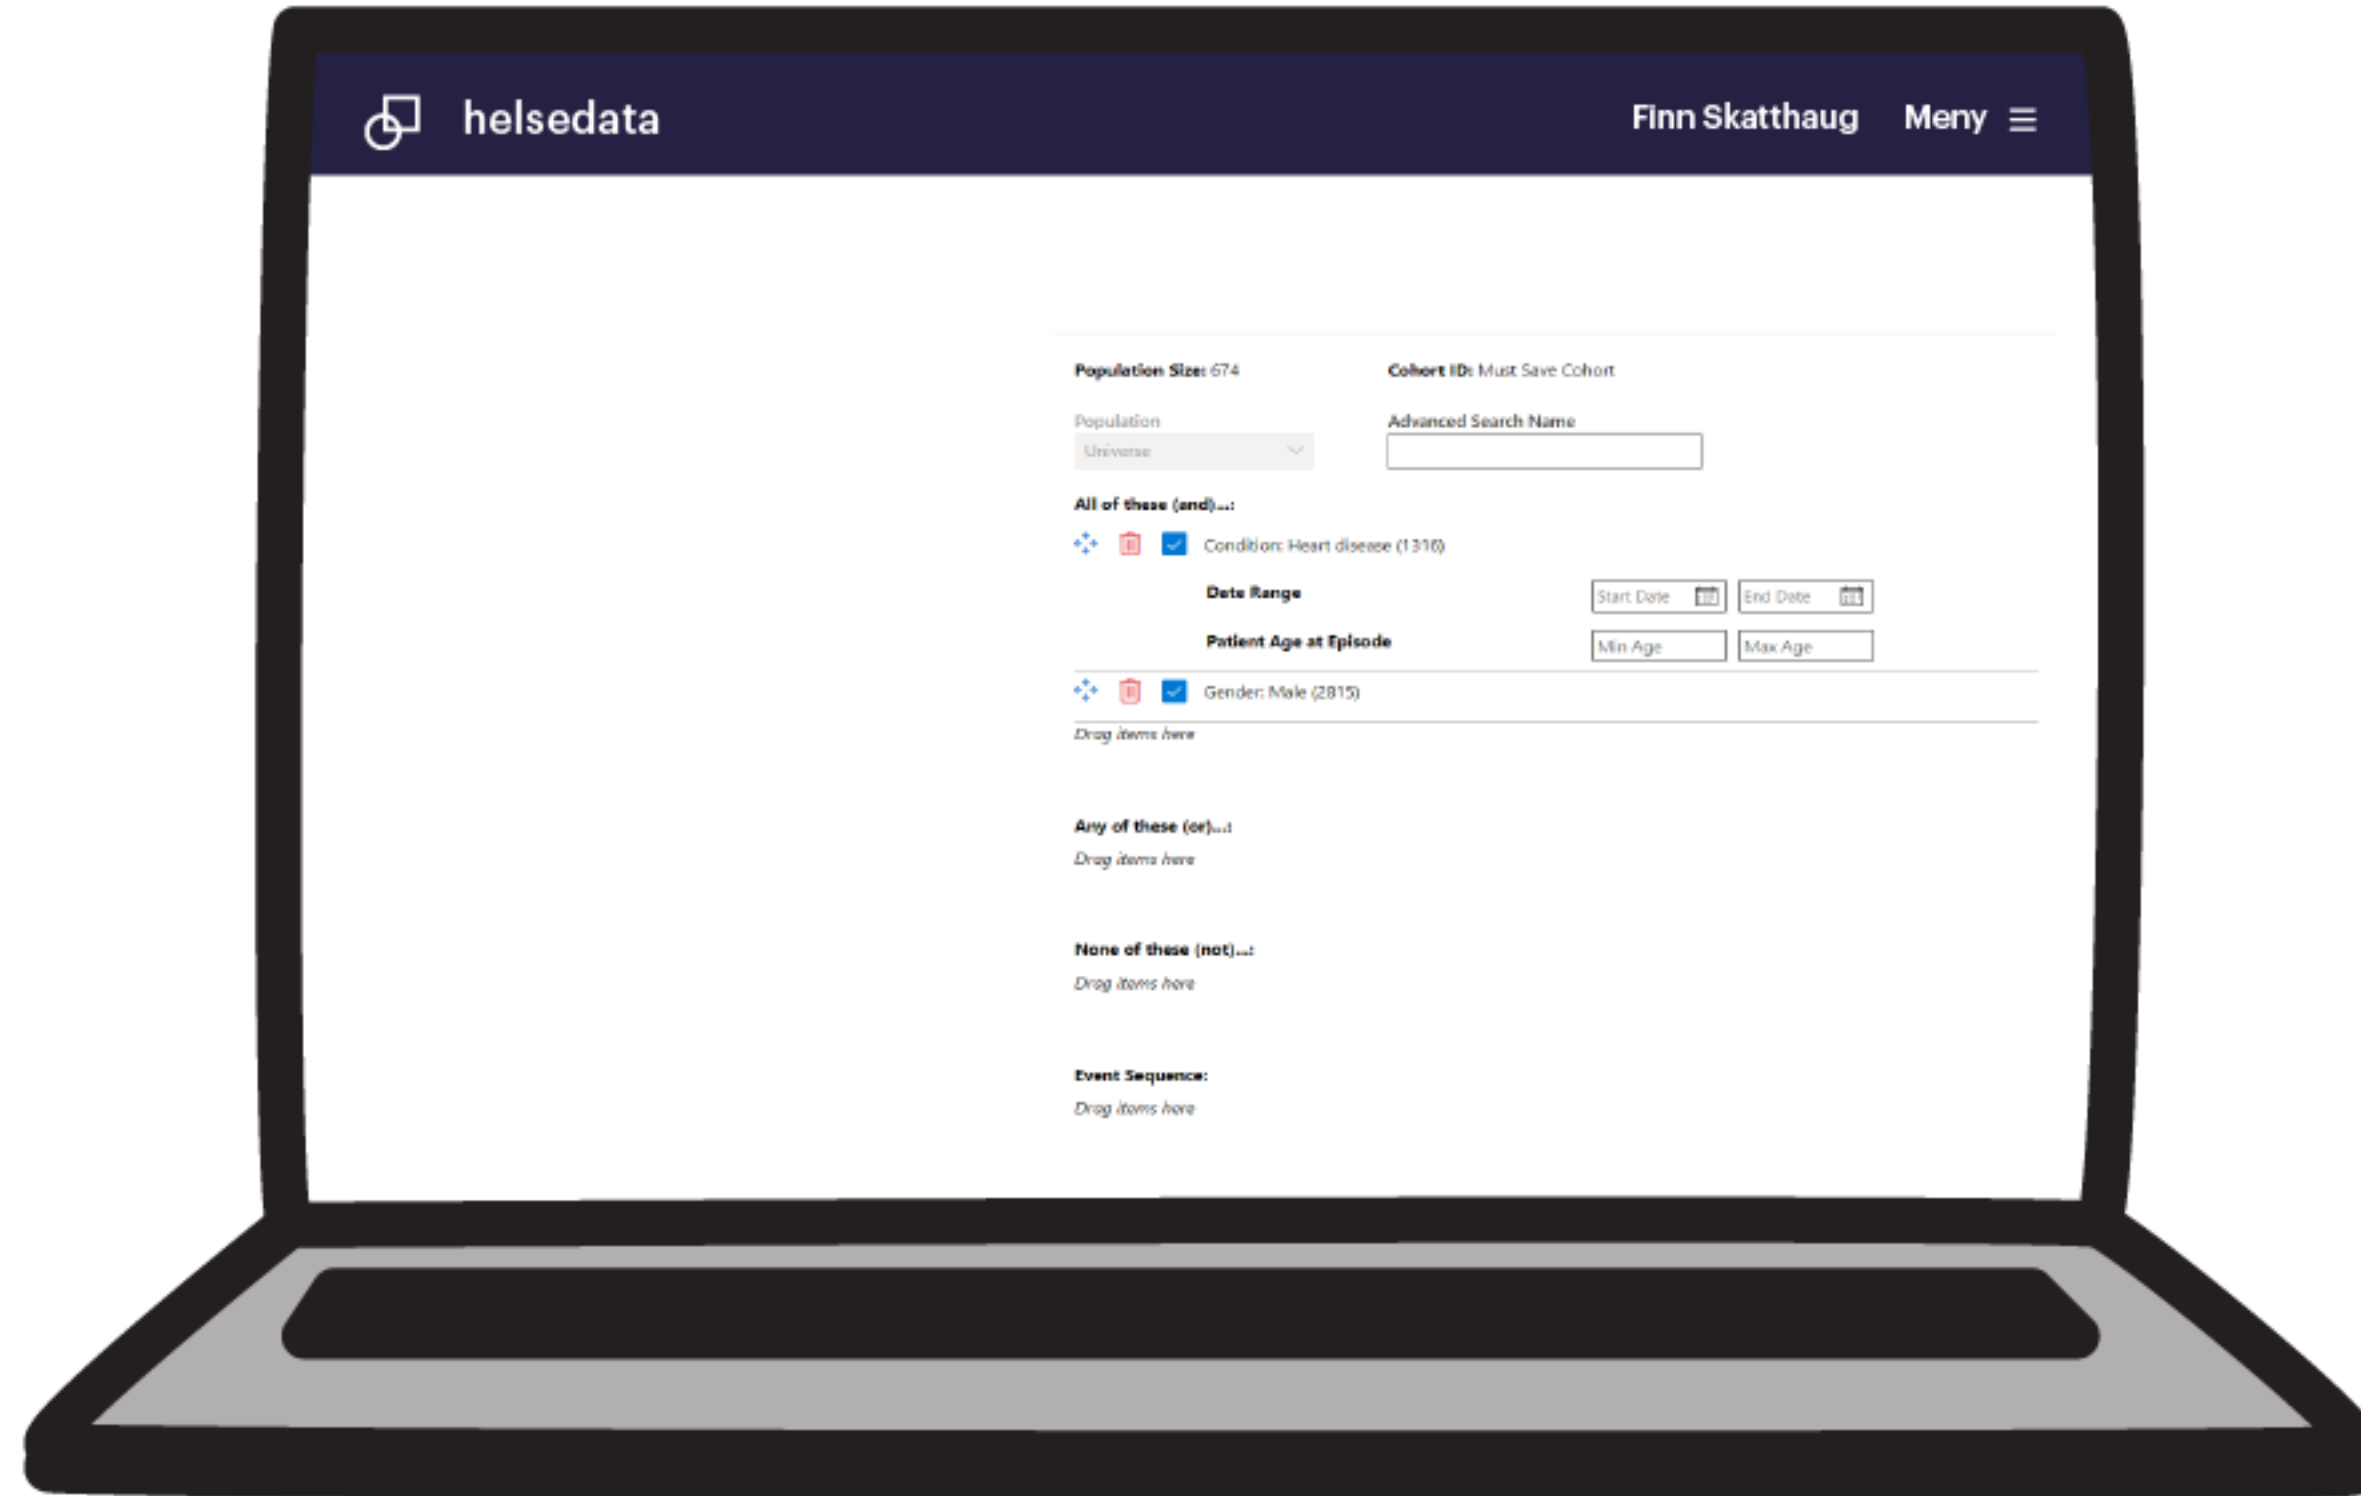 helsedata
Finn Skatthaug Meny
Population Size: 674 Cohort ID: Must Save Cohort
Population Advanced Search Name
Universe
All of these (and)...:
Condition: Heart disease (1316)
Date Range Start Date End Date
Patient Age at Episode Min Age Max Age
Gender: Male (2815)
Drag items here
Any of these (or)...:
Drag items here
None of these (not)...:
Drag items here
Event Sequence:
Drag items here